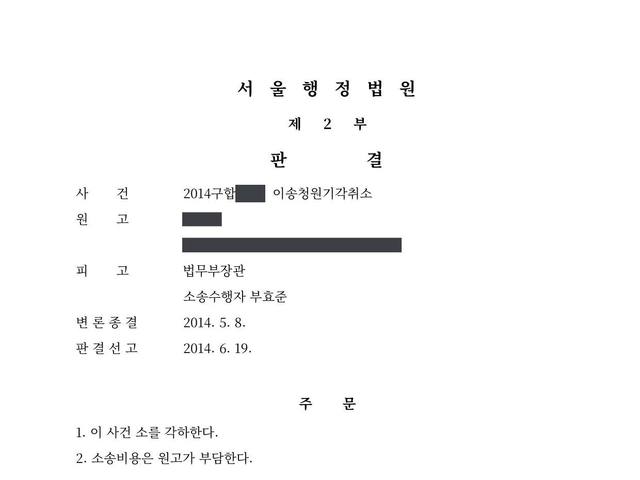 서 울 행 정 법 원
제 2 부
판 결
사 건 2014구합 이송청원기각취소
원 고
피 고 법무부장관
소송수행자 부효준
변 론 종 결 2014. 5. 8.
판 결 선 고 2014. 6. 19.
주 문
1. 이 사건 소를 각하한다.
2. 소송비용은 원고가 부담한다.